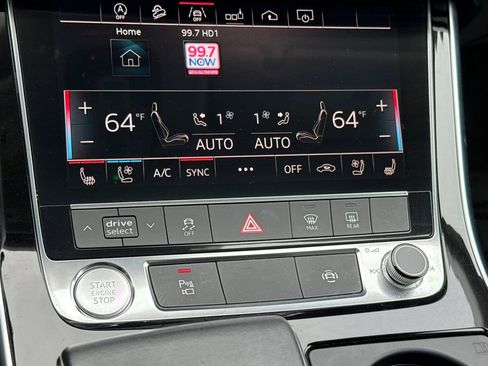 A
OFF
Home
99.7 HD1
99.7
NOW
+ 64°F 1 1 64°F +
− AUTO AUTO −
A/C SYNC ••• OFF
drive
select
OFF
MAX
REAR
START
ENGINE
STOP
P